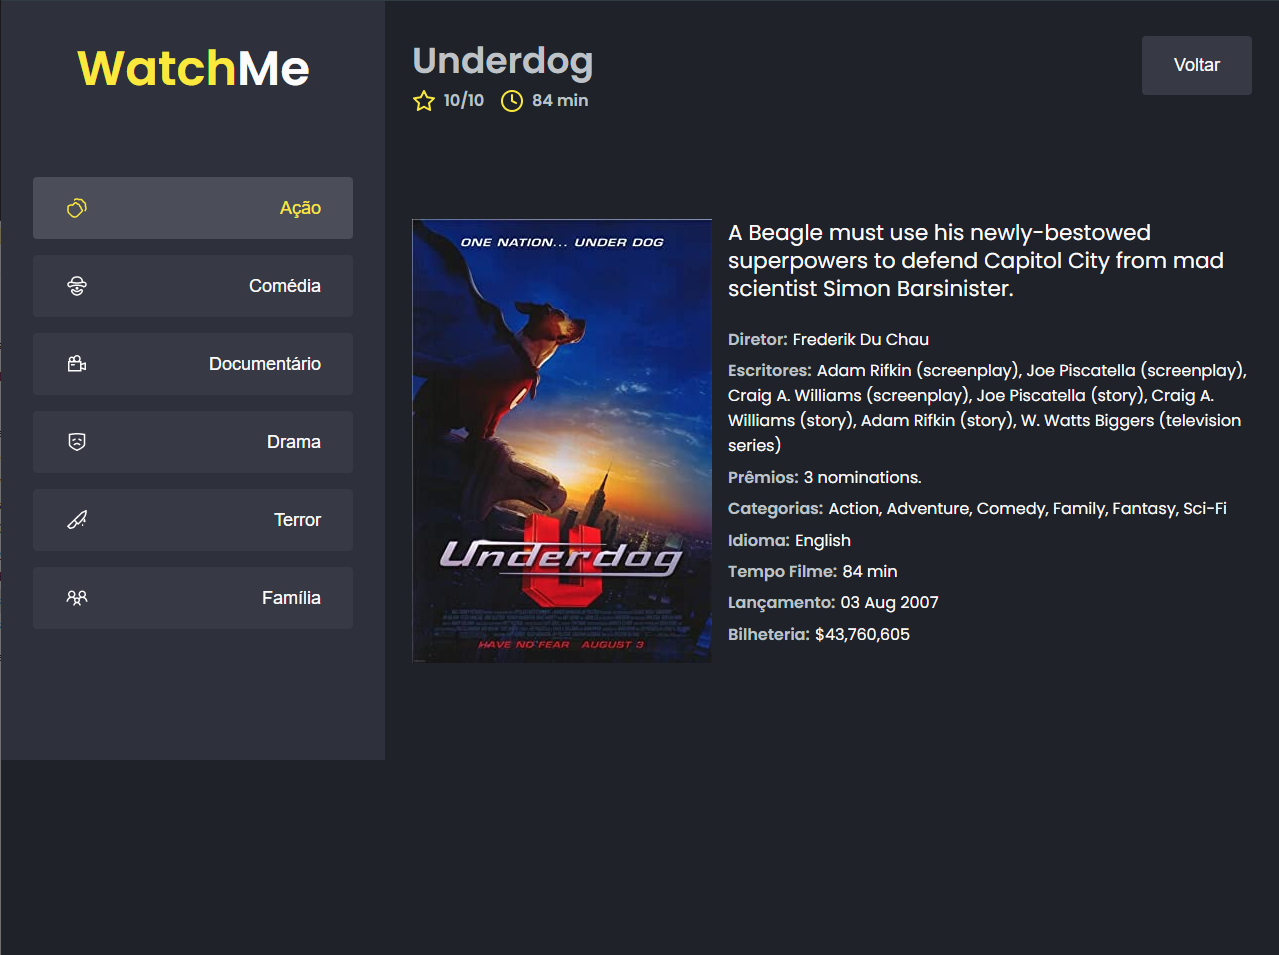 WatchMe
Ação
Comédia
Documentário
Drama
Terror
Família
Underdog
10/10 84 min
Voltar
ONE NATION... UNDER DOG
Underdog
U
HAVE NO FEAR AUGUST 3
A Beagle must use his newly-bestowed
superpowers to defend Capitol City from mad
scientist Simon Barsinister.
Diretor: Frederik Du Chau
Escritores: Adam Rifkin (screenplay), Joe Piscatella (screenplay),
Craig A. Williams (screenplay), Joe Piscatella (story), Craig A.
Williams (story), Adam Rifkin (story), W. Watts Biggers (television
series)
Prêmios: 3 nominations.
Categorias: Action, Adventure, Comedy, Family, Fantasy, Sci-Fi
Idioma: English
Tempo Filme: 84 min
Lançamento: 03 Aug 2007
Bilheteria: $43,760,605